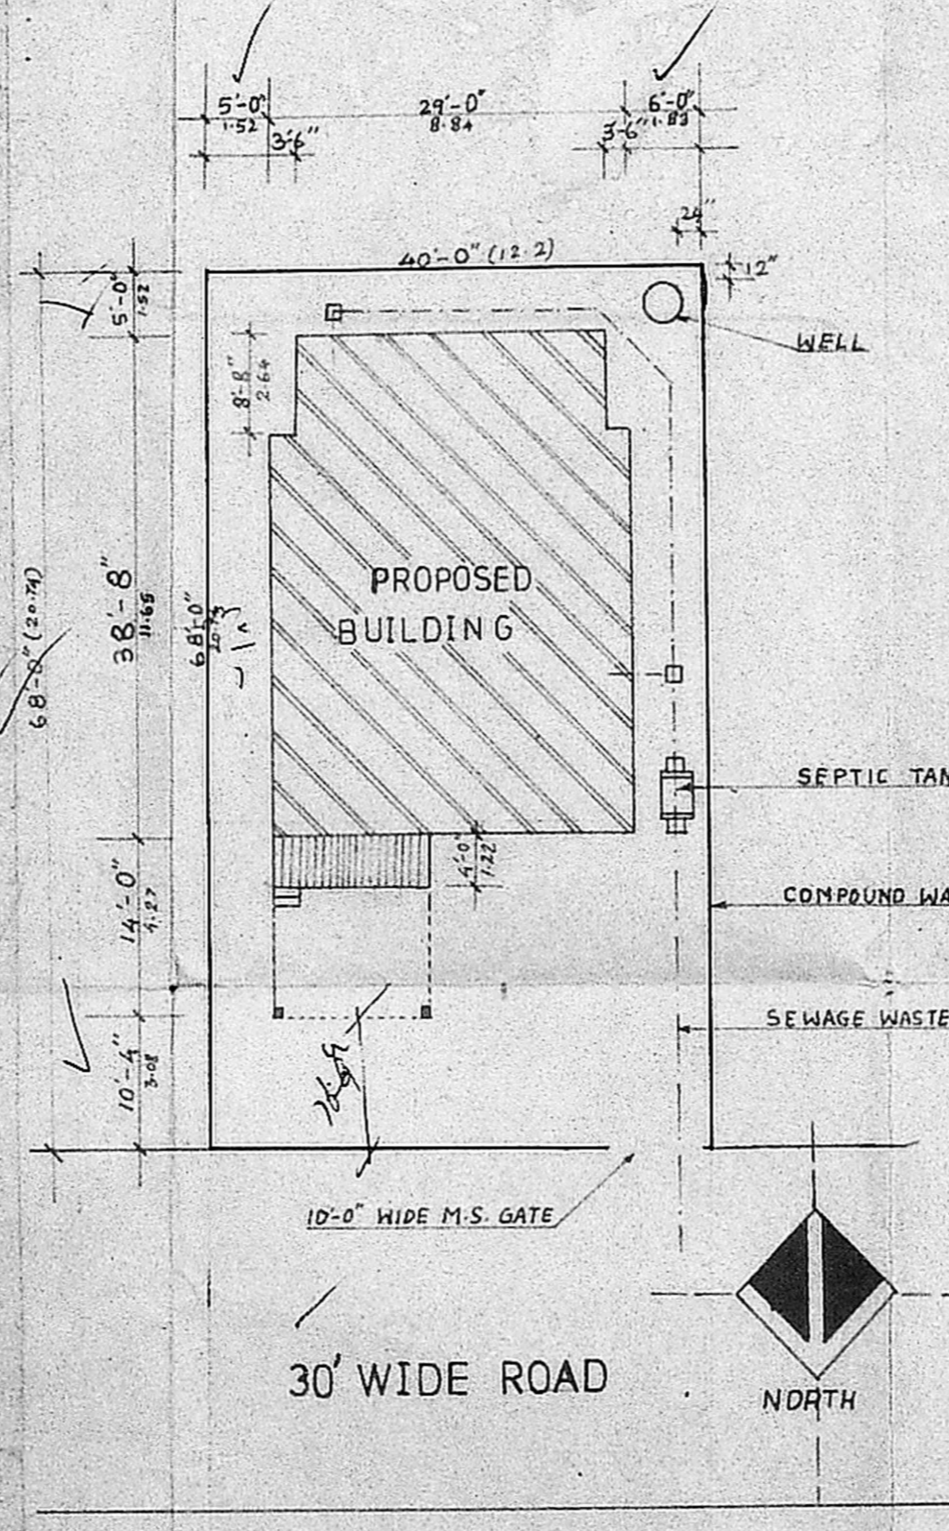 5'-0"
1.52
29'-0"
8.84
6'-0"
1.83
3'-6"
3'-6"
24"
40'-0" (12.2)
12"
5'-0"
1.52
WELL
8'-8"
2.64
PROPOSED
BUILDING
68'-0" (20.74)
38'-8"
11.65
68'-0"
20.73
SEPTIC TAN
4'-0"
1.22
COMPOUND WA
14'-0"
4.27
SEWAGE WASTE
10'-4"
3.08
10'-0" WIDE M.S. GATE
30' WIDE ROAD
NORTH